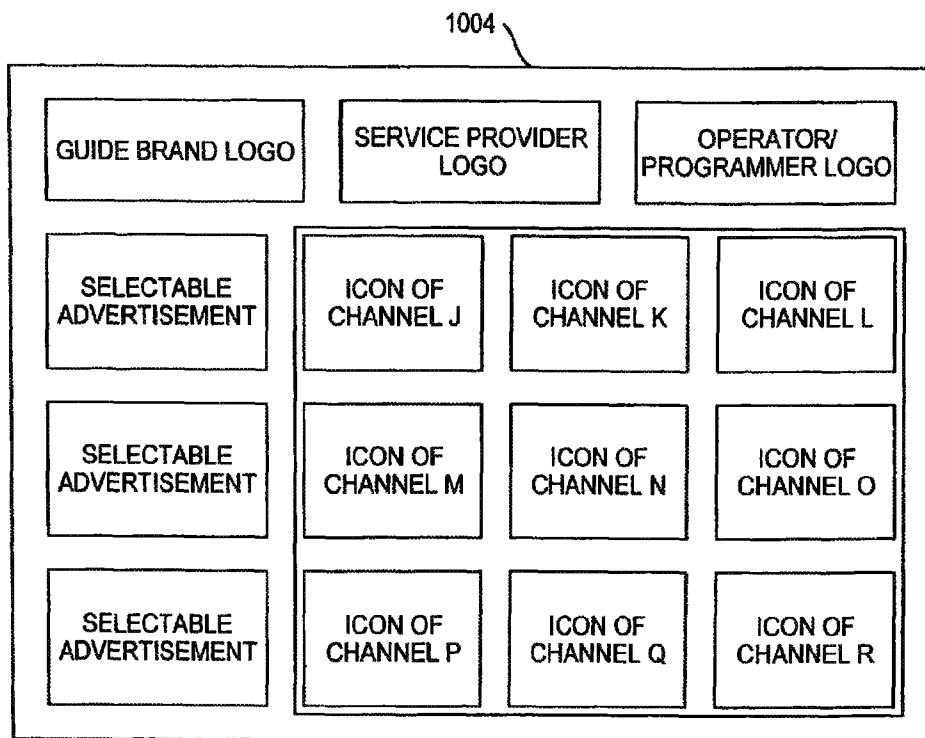 1004
GUIDE BRAND LOGO
SERVICE PROVIDER
LOGO
OPERATOR/
PROGRAMMER LOGO
SELECTABLE
ADVERTISEMENT
ICON OF
CHANNEL J
ICON OF
CHANNEL K
ICON OF
CHANNEL L
SELECTABLE
ADVERTISEMENT
ICON OF
CHANNEL M
ICON OF
CHANNEL N
ICON OF
CHANNEL O
SELECTABLE
ADVERTISEMENT
ICON OF
CHANNEL P
ICON OF
CHANNEL Q
ICON OF
CHANNEL R